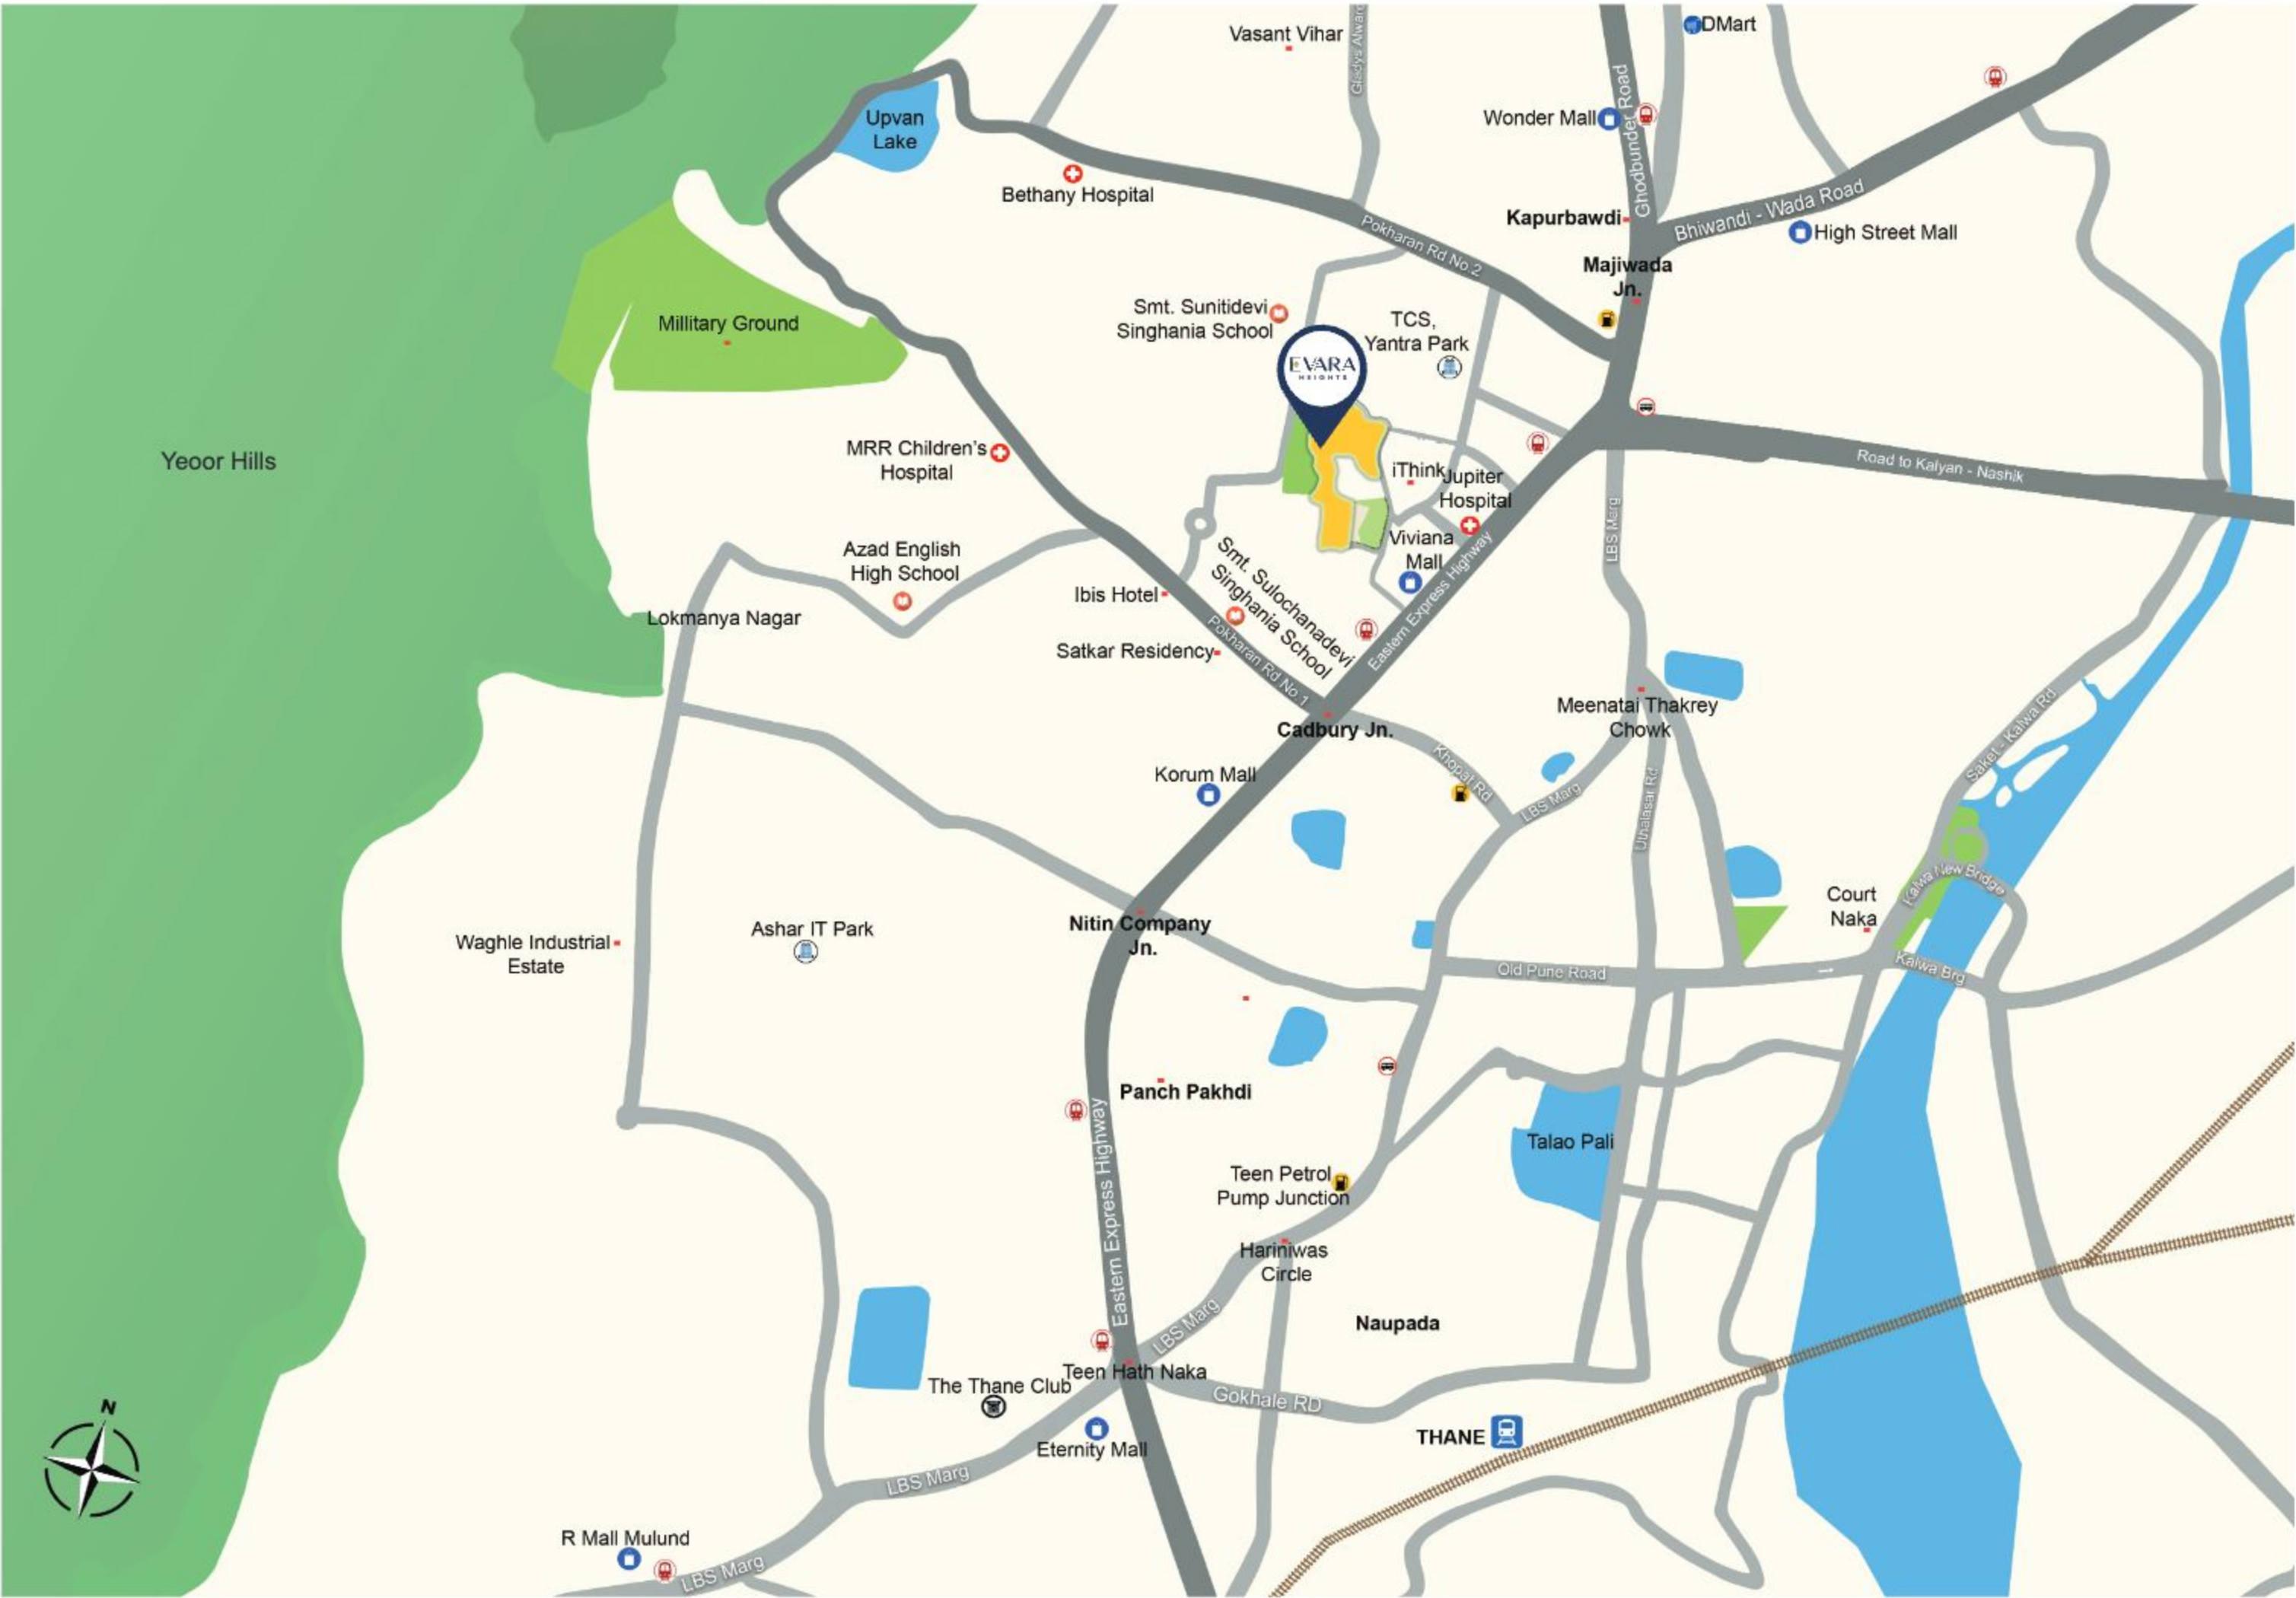 Vasant Vihar
Gladys Alwares
DMart
Upvan
Lake
Wonder Mall
Ghodbunder Road
Bethany Hospital
Kapurbawdi
Bhiwandi - Wada Road
High Street Mall
Pokharan Rd No.2
Majiwada
Jn.
Millitary Ground
Smt. Sunitidevi
Singhania School
TCS,
Yantra Park
EVARA
HEIGHTS
Yeoor Hills
MRR Children's
Hospital
iThink
Jupiter
Hospital
Road to Kalyan - Nashik
LBS Marg
Azad English
High School
Viviana
Mall
Eastern Express Highway
Smt. Sulochanadevi
Singhania School
Ibis Hotel
Lokmanya Nagar
Satkar Residency
Pokharan Rd No.1
Meenatai Thakrey
Chowk
Cadbury Jn.
Saket - Kalwa Rd
Korum Mall
Khopat Rd
LBS Marg
Uthalasar Rd
Kalwa New Bridge
Court
Naka
Nitin Company
Jn.
Ashar IT Park
Waghle Industrial
Estate
Old Pune Road
Kalwa Brg
Panch Pakhdi
Eastern Express Highway
Talao Pali
Teen Petrol
Pump Junction
Hariniwas
Circle
LBS Marg
Naupada
Teen Hath Naka
The Thane Club
Gokhale RD
N
THANE
Eternity Mall
LBS Marg
R Mall Mulund
LBS Marg